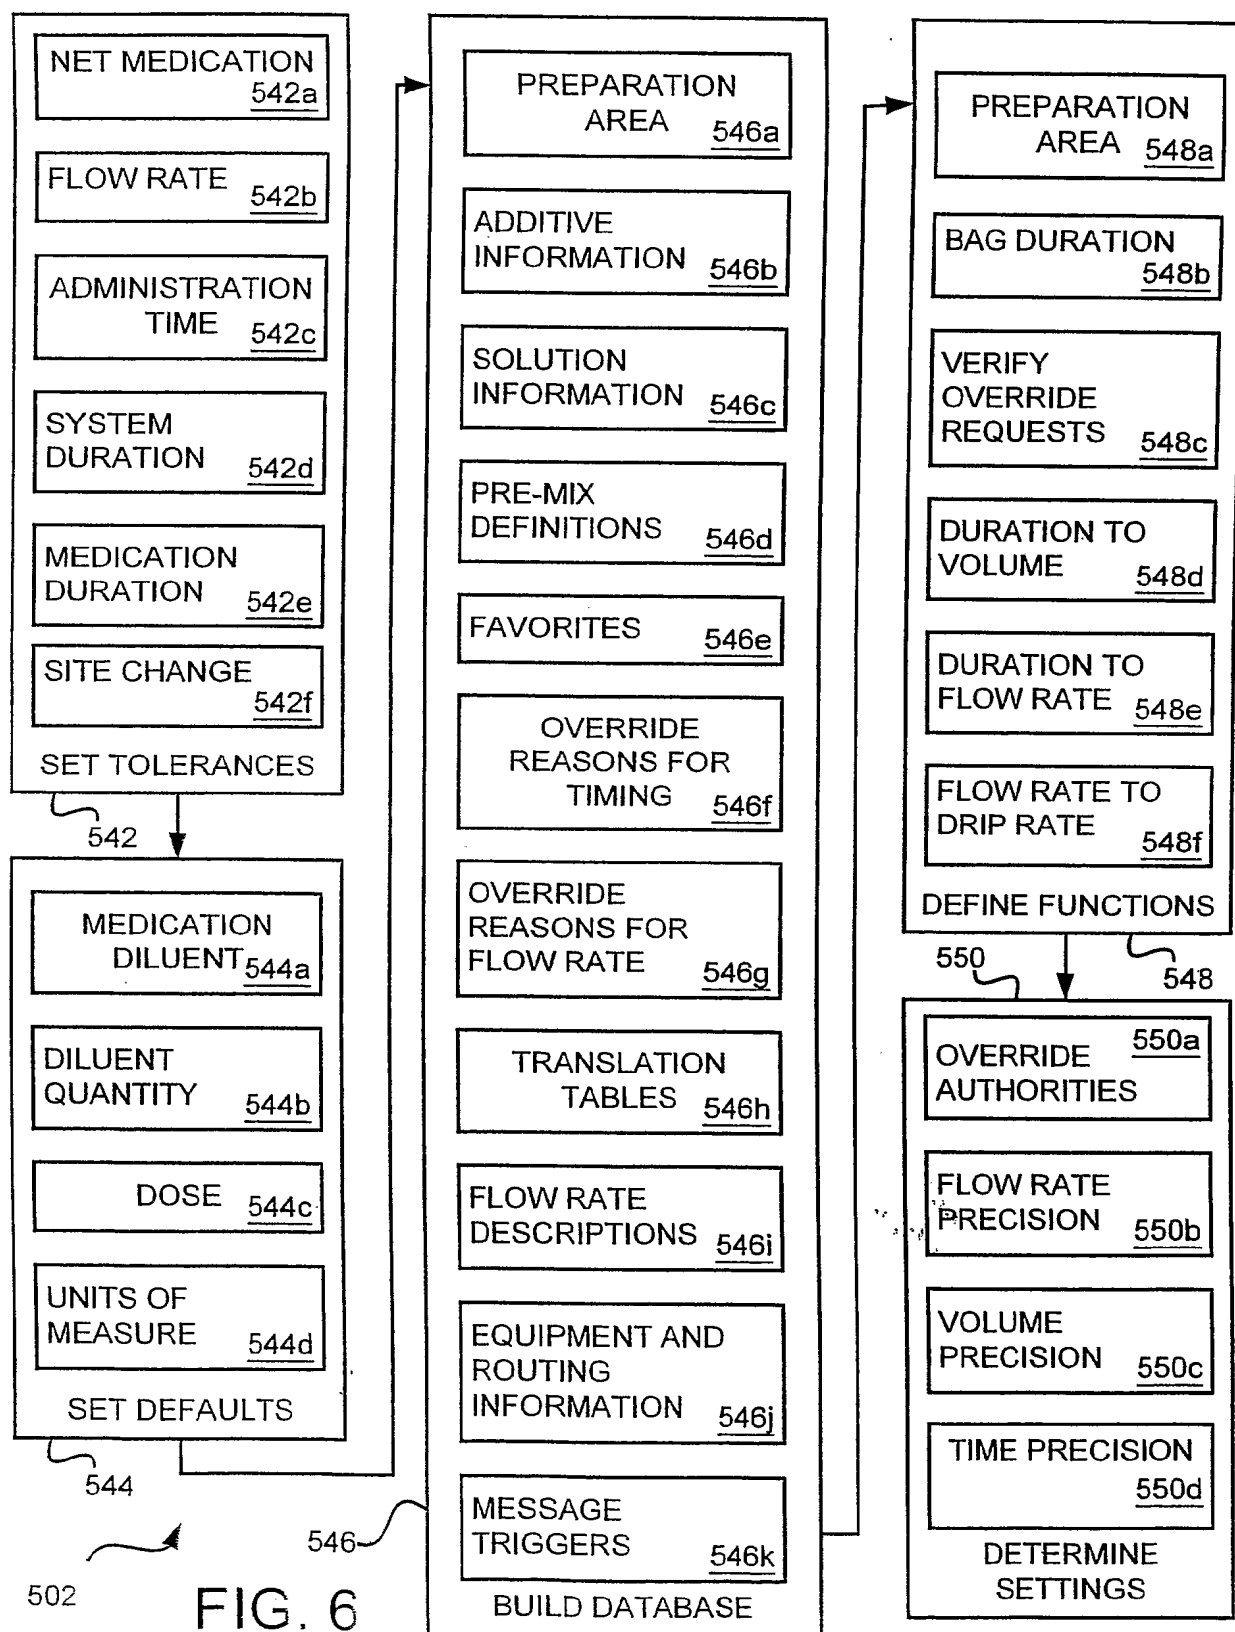 NET MEDICATION
542a
FLOW RATE
542b
ADMINISTRATION
TIME 542c
SYSTEM
DURATION 542d
MEDICATION
DURATION 542e
SITE CHANGE
542f
SET TOLERANCES
542
MEDICATION
DILUENT 544a
DILUENT
QUANTITY 544b
DOSE 544c
UNITS OF
MEASURE 544d
SET DEFAULTS
544
502
FIG. 6
PREPARATION
AREA 546a
ADDITIVE
INFORMATION 546b
SOLUTION
INFORMATION 546c
PRE-MIX
DEFINITIONS 546d
FAVORITES 546e
OVERRIDE
REASONS FOR
TIMING 546f
OVERRIDE
REASONS FOR
FLOW RATE 546g
TRANSLATION
TABLES 546h
FLOW RATE
DESCRIPTIONS 546i
EQUIPMENT AND
ROUTING
INFORMATION 546j
MESSAGE
TRIGGERS 546k
546
BUILD DATABASE
PREPARATION
AREA 548a
BAG DURATION
548b
VERIFY
OVERRIDE
REQUESTS 548c
DURATION TO
VOLUME 548d
DURATION TO
FLOW RATE 548e
FLOW RATE TO
DRIP RATE 548f
DEFINE FUNCTIONS
550
548
550a
OVERRIDE
AUTHORITIES
FLOW RATE
PRECISION 550b
VOLUME
PRECISION 550c
TIME PRECISION
550d
DETERMINE
SETTINGS